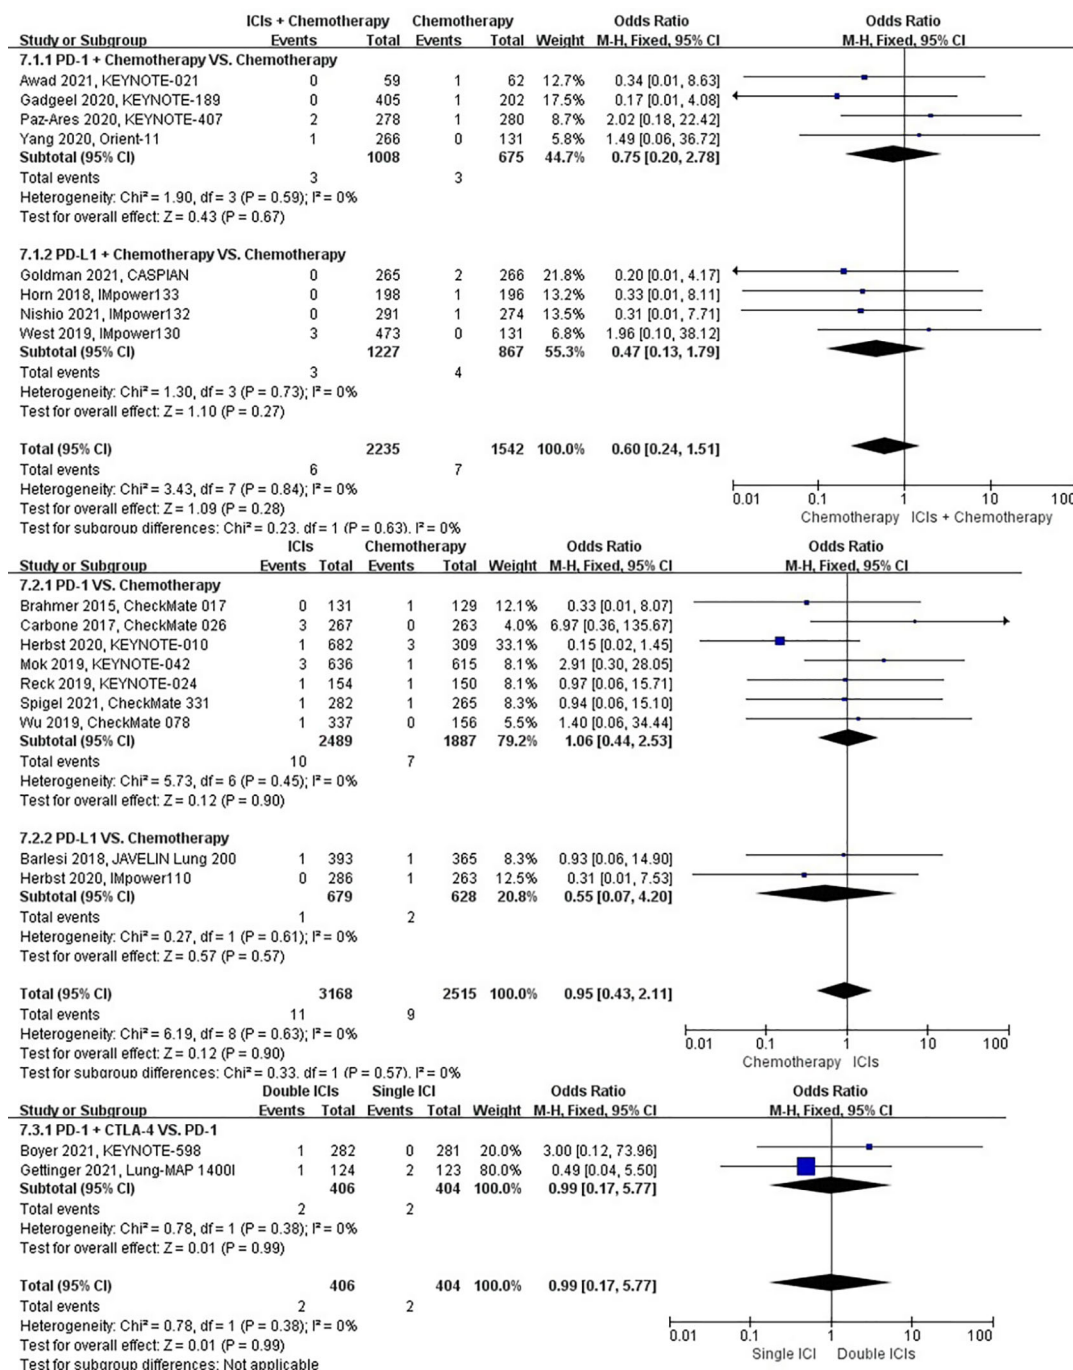 ICIs + Chemotherapy Chemotherapy Odds Ratio Odds Ratio
Study or Subgroup Events Total Events Total Weight M-H, Fixed, 95% CI M-H, Fixed, 95% CI
7.1.1 PD-1 + Chemotherapy VS. Chemotherapy
Awad 2021, KEYNOTE-021 0 59 1 62 12.7% 0.34 [0.01, 8.63]
Gadgeel 2020, KEYNOTE-189 0 405 1 202 17.5% 0.17 [0.01, 4.08]
Paz-Ares 2020, KEYNOTE-407 2 278 1 280 8.7% 2.02 [0.18, 22.42]
Yang 2020, Orient-11 1 266 0 131 5.8% 1.49 [0.06, 36.72]
Subtotal (95% CI) 1008 675 44.7% 0.75 [0.20, 2.78]
Total events 3 3
Heterogeneity: Chi² = 1.90, df = 3 (P = 0.59); I² = 0%
Test for overall effect: Z = 0.43 (P = 0.67)
7.1.2 PD-L1 + Chemotherapy VS. Chemotherapy
Goldman 2021, CASPIAN 0 265 2 266 21.8% 0.20 [0.01, 4.17]
Horn 2018, IMpower133 0 198 1 196 13.2% 0.33 [0.01, 8.11]
Nishio 2021, IMpower132 0 291 1 274 13.5% 0.31 [0.01, 7.71]
West 2019, IMpower130 3 473 0 131 6.8% 1.96 [0.10, 38.12]
Subtotal (95% CI) 1227 867 55.3% 0.47 [0.13, 1.79]
Total events 3 4
Heterogeneity: Chi² = 1.30, df = 3 (P = 0.73); I² = 0%
Test for overall effect: Z = 1.10 (P = 0.27)
Total (95% CI) 2235 1542 100.0% 0.60 [0.24, 1.51]
Total events 6 7
Heterogeneity: Chi² = 3.43, df = 7 (P = 0.84); I² = 0%
Test for overall effect: Z = 1.09 (P = 0.28)
Test for subgroup differences: Chi² = 0.23, df = 1 (P = 0.63), I² = 0%
0.01 0.1 1 10 100
Chemotherapy ICIs + Chemotherapy
ICIs Chemotherapy Odds Ratio Odds Ratio
Study or Subgroup Events Total Events Total Weight M-H, Fixed, 95% CI M-H, Fixed, 95% CI
7.2.1 PD-1 VS. Chemotherapy
Brahmer 2015, CheckMate 017 0 131 1 129 12.1% 0.33 [0.01, 8.07]
Carbone 2017, CheckMate 026 3 267 0 263 4.0% 6.97 [0.36, 135.67]
Herbst 2020, KEYNOTE-010 1 682 3 309 33.1% 0.15 [0.02, 1.45]
Mok 2019, KEYNOTE-042 3 636 1 615 8.1% 2.91 [0.30, 28.05]
Reck 2019, KEYNOTE-024 1 154 1 150 8.1% 0.97 [0.06, 15.71]
Spigel 2021, CheckMate 331 1 282 1 265 8.3% 0.94 [0.06, 15.10]
Wu 2019, CheckMate 078 1 337 0 156 5.5% 1.40 [0.06, 34.44]
Subtotal (95% CI) 2489 1887 79.2% 1.06 [0.44, 2.53]
Total events 10 7
Heterogeneity: Chi² = 5.73, df = 6 (P = 0.45); I² = 0%
Test for overall effect: Z = 0.12 (P = 0.90)
7.2.2 PD-L1 VS. Chemotherapy
Barlesi 2018, JAVELIN Lung 200 1 393 1 365 8.3% 0.93 [0.06, 14.90]
Herbst 2020, IMpower110 0 286 1 263 12.5% 0.31 [0.01, 7.53]
Subtotal (95% CI) 679 628 20.8% 0.55 [0.07, 4.20]
Total events 1 2
Heterogeneity: Chi² = 0.27, df = 1 (P = 0.61); I² = 0%
Test for overall effect: Z = 0.57 (P = 0.57)
Total (95% CI) 3168 2515 100.0% 0.95 [0.43, 2.11]
Total events 11 9
Heterogeneity: Chi² = 6.19, df = 8 (P = 0.63); I² = 0%
Test for overall effect: Z = 0.12 (P = 0.90)
Test for subgroup differences: Chi² = 0.33, df = 1 (P = 0.57), I² = 0%
0.01 0.1 1 10 100
Chemotherapy ICIs
Double ICIs Single ICI Odds Ratio Odds Ratio
Study or Subgroup Events Total Events Total Weight M-H, Fixed, 95% CI M-H, Fixed, 95% CI
7.3.1 PD-1 + CTLA-4 VS. PD-1
Boyer 2021, KEYNOTE-598 1 282 0 281 20.0% 3.00 [0.12, 73.96]
Gettinger 2021, Lung-MAP 1400I 1 124 2 123 80.0% 0.49 [0.04, 5.50]
Subtotal (95% CI) 406 404 100.0% 0.99 [0.17, 5.77]
Total events 2 2
Heterogeneity: Chi² = 0.78, df = 1 (P = 0.38); I² = 0%
Test for overall effect: Z = 0.01 (P = 0.99)
Total (95% CI) 406 404 100.0% 0.99 [0.17, 5.77]
Total events 2 2
Heterogeneity: Chi² = 0.78, df = 1 (P = 0.38); I² = 0%
Test for overall effect: Z = 0.01 (P = 0.99)
Test for subgroup differences: Not applicable
0.01 0.1 1 10 100
Single ICI Double ICIs